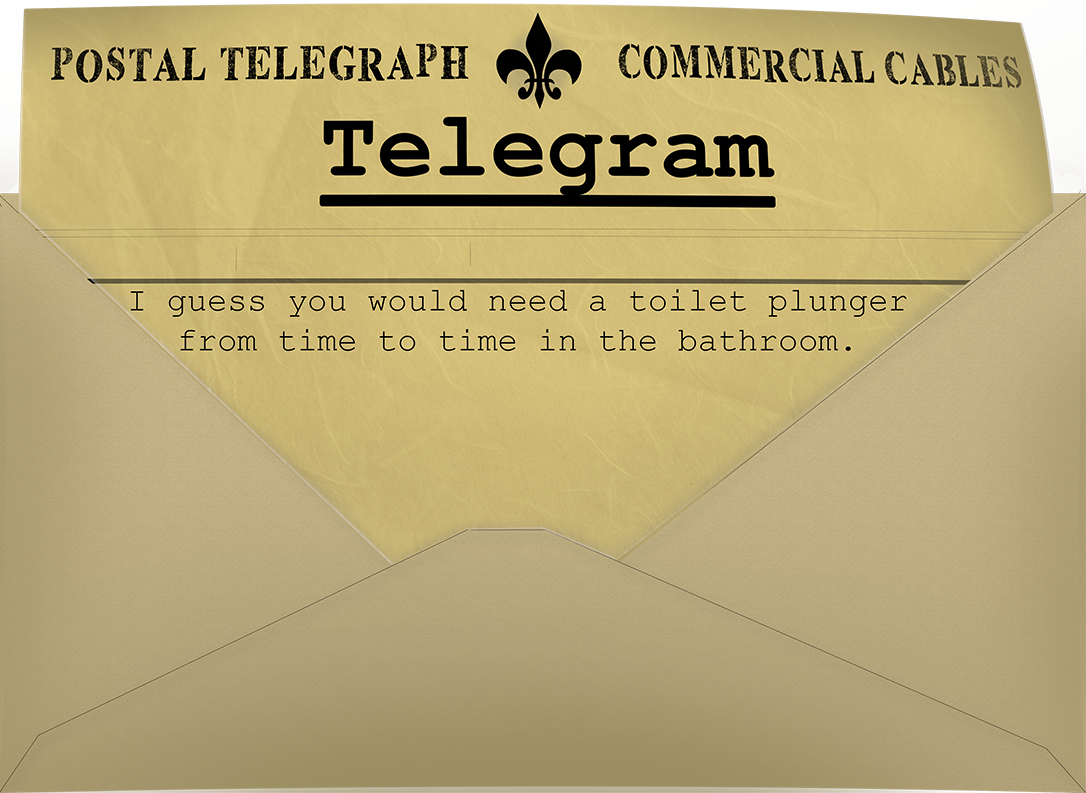 POSTAL TELEGRAPH COMMERCIAL CABLES
Telegram
I guess you would need a toilet plunger
from time to time in the bathroom.